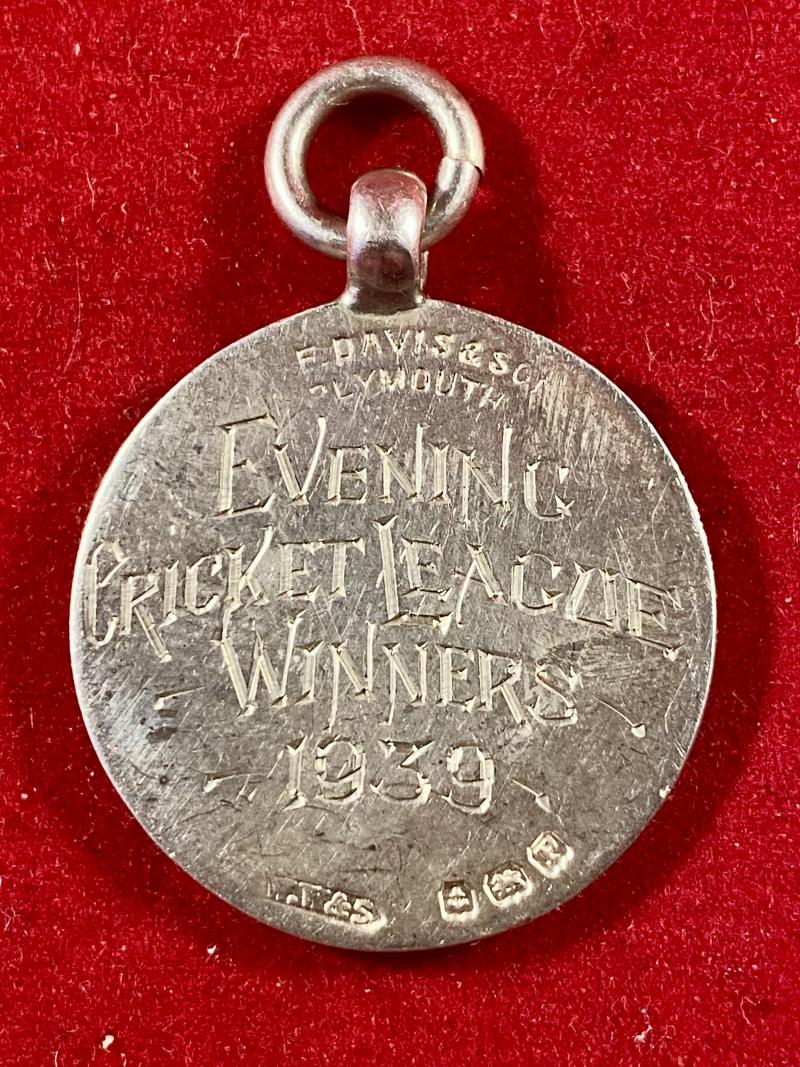 F. DAVIS & SON
PLYMOUTH
EVENING
CRICKET LEAGUE
WINNERS
1939